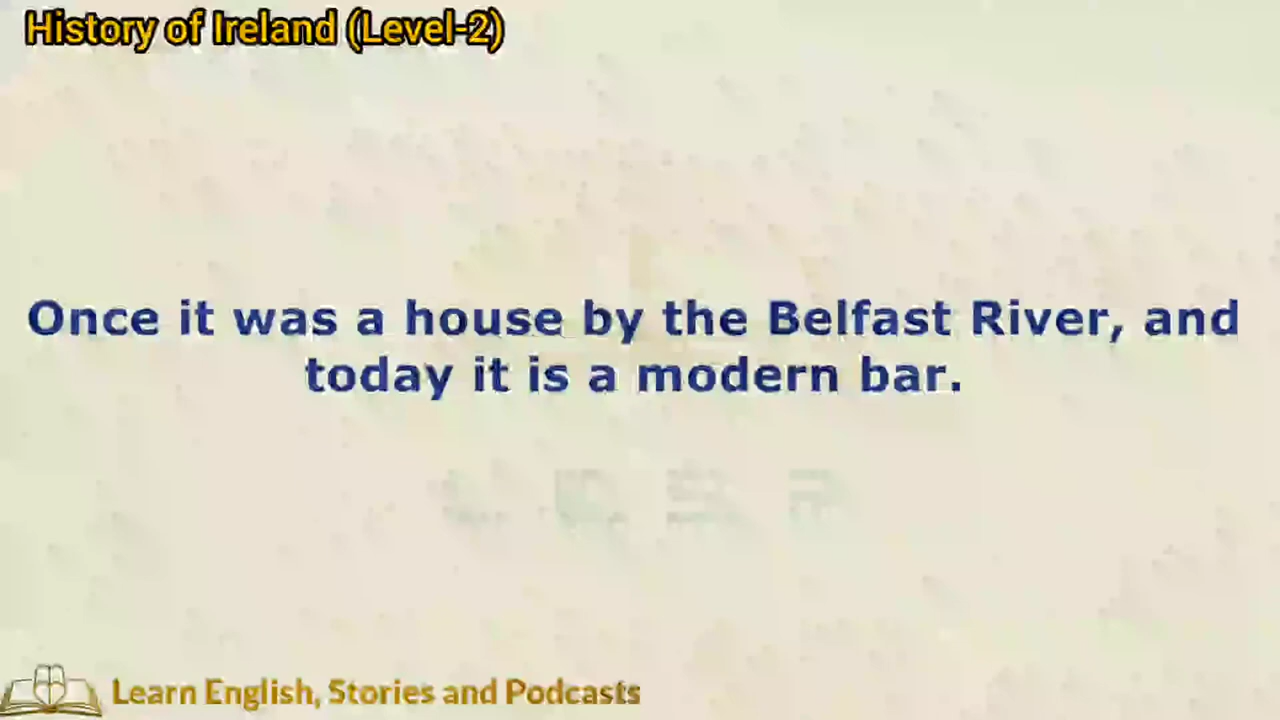 History of Ireland (Level-2)
Once it was a house by the Belfast River, and
today it is a modern bar.
Learn English, Stories and Podcasts